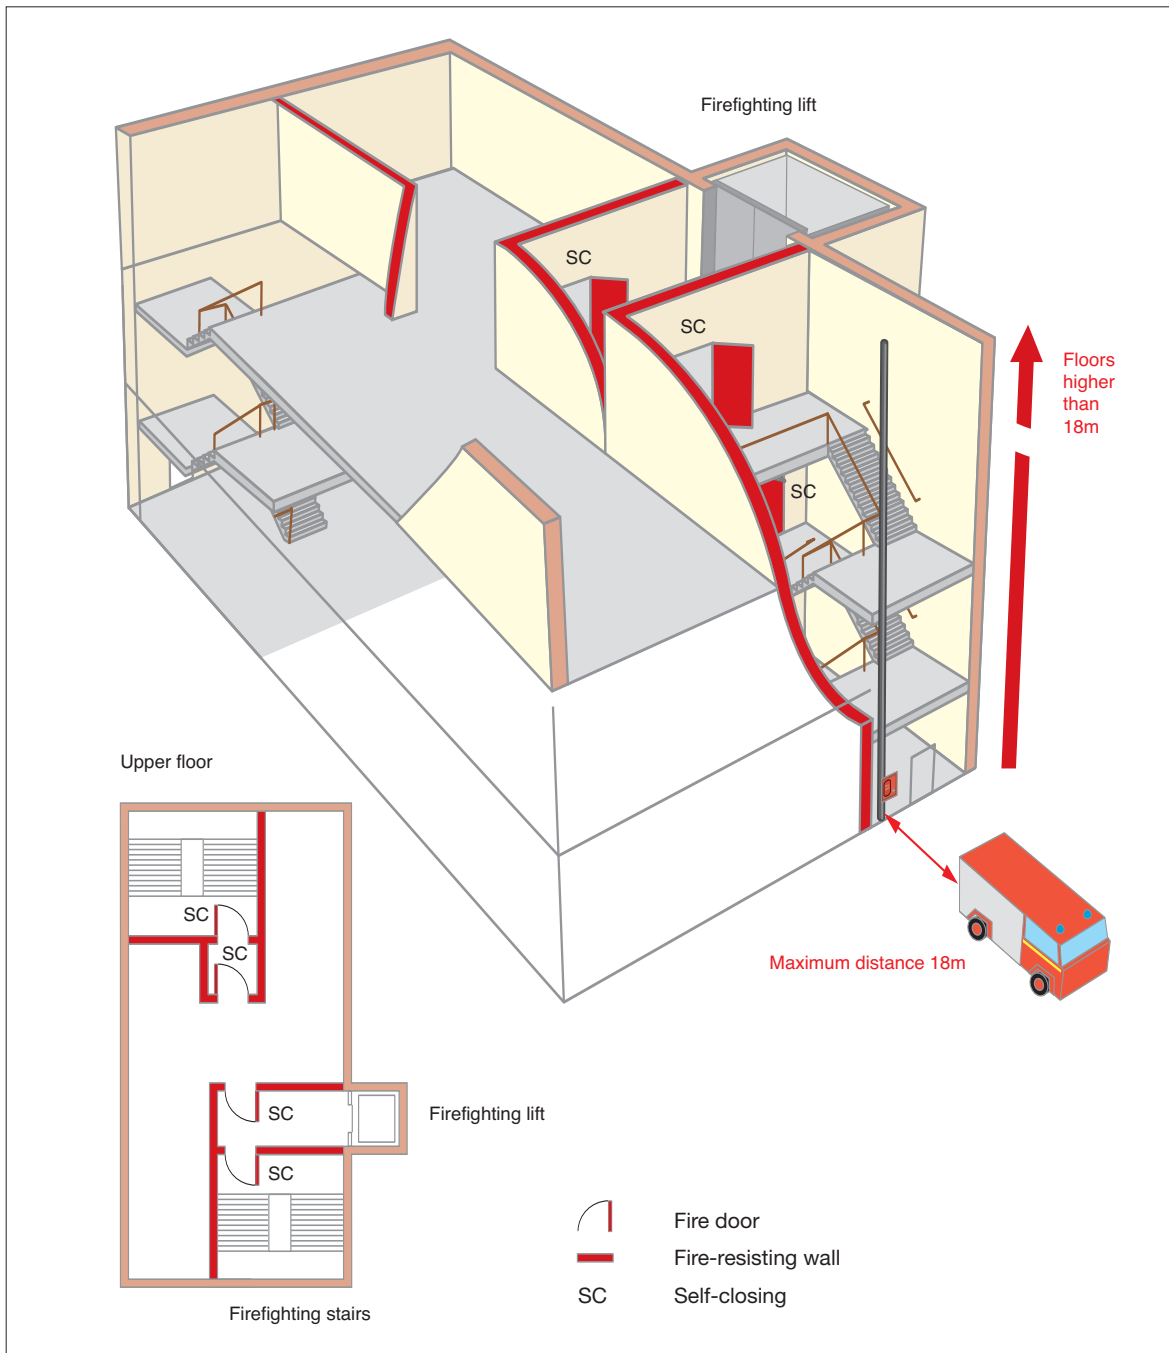 Firefighting lift
SC
SC
Floors
higher
than
18m
SC
Upper floor
SC
SC
Maximum distance 18m
SC
Firefighting lift
SC
Fire door
Fire-resisting wall
SC
Self-closing
Firefighting stairs